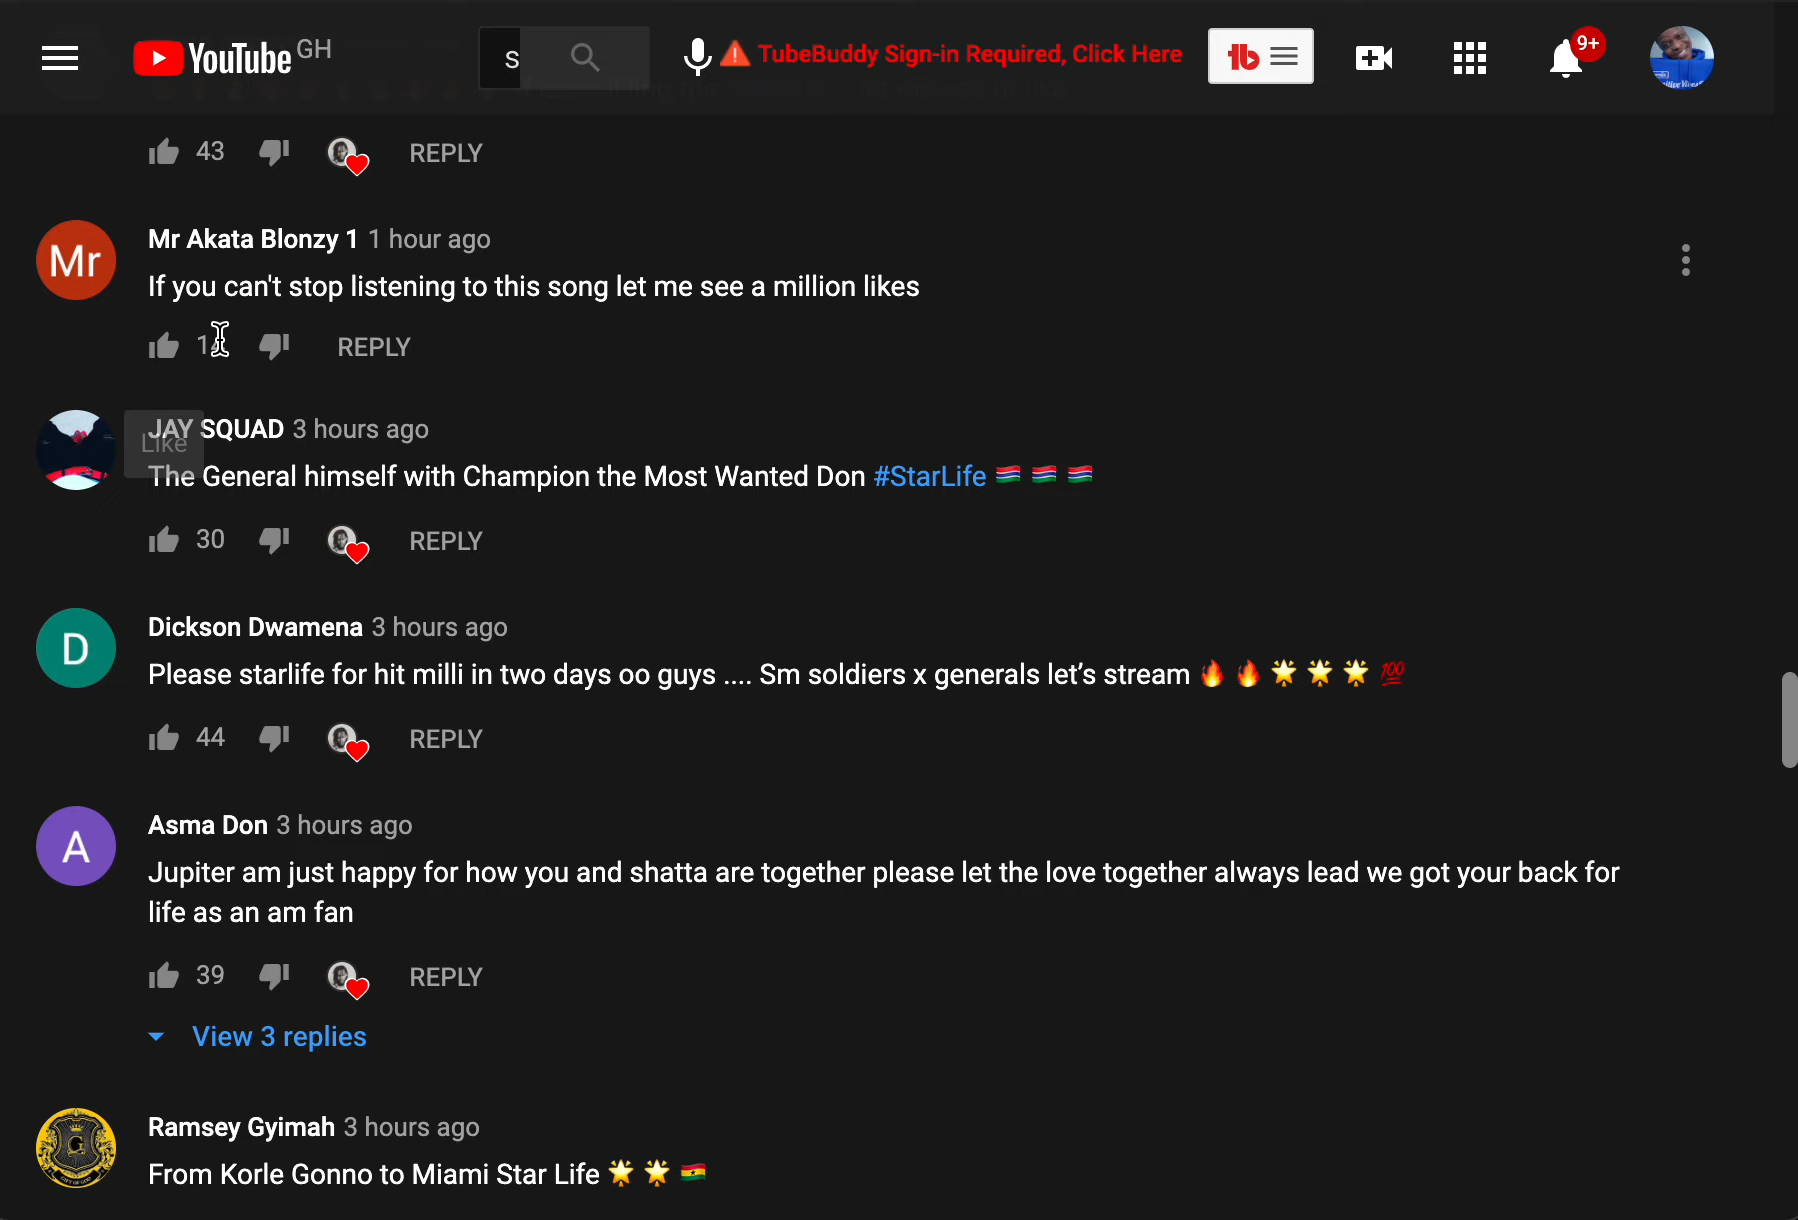 YouTube GH
s
TubeBuddy Sign-in Required, Click Here
tb
9+
43 REPLY
Mr
Mr Akata Blonzy 1 1 hour ago
If you can't stop listening to this song let me see a million likes
REPLY
JAY SQUAD 3 hours ago
Like
The General himself with Champion the Most Wanted Don #StarLife 🇬🇲 🇬🇲 🇬🇲
30 REPLY
D
Dickson Dwamena 3 hours ago
Please starlife for hit milli in two days oo guys .... Sm soldiers x generals let’s stream 🔥 🔥 🌟 🌟 🌟 💯
44 REPLY
A
Asma Don 3 hours ago
Jupiter am just happy for how you and shatta are together please let the love together always lead we got your back for
life as an am fan
39 REPLY
View 3 replies
G
Ramsey Gyimah 3 hours ago
From Korle Gonno to Miami Star Life 🌟 🌟 🇬🇭